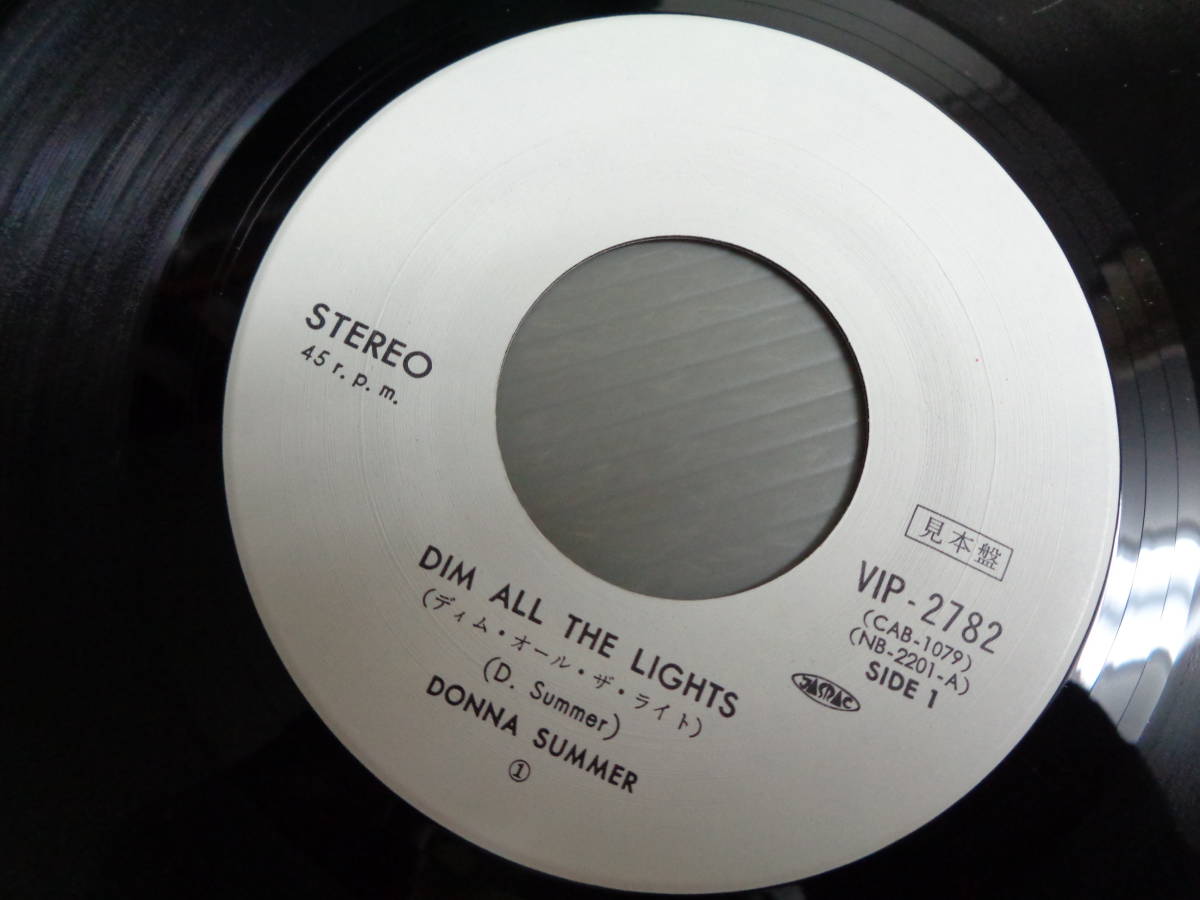 STEREO
45 r.p.m.
見本盤
VIP-2782
(CAB-1079)
(NB-2201-A)
SIDE 1
JASRAC
DIM ALL THE LIGHTS
(ディム・オール・ザ・ライト)
(D. Summer)
DONNA SUMMER
①